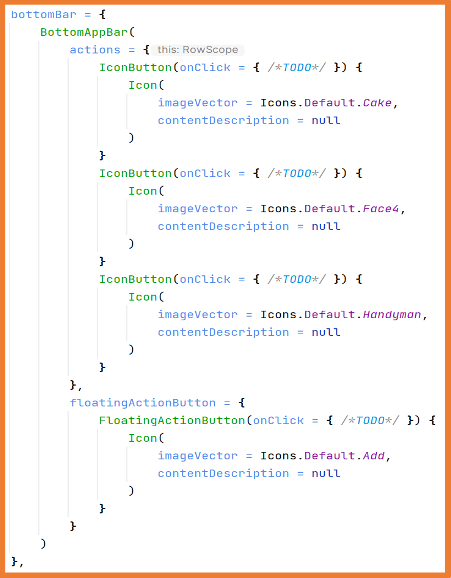 bottomBar = {
    BottomAppBar(
        actions = { this: RowScope
            IconButton(onClick = { /*TODO*/ }) {
                Icon(
                    imageVector = Icons.Default.Cake,
                    contentDescription = null
                )
            }
            IconButton(onClick = { /*TODO*/ }) {
                Icon(
                    imageVector = Icons.Default.Face4,
                    contentDescription = null
                )
            }
            IconButton(onClick = { /*TODO*/ }) {
                Icon(
                    imageVector = Icons.Default.Handyman,
                    contentDescription = null
                )
            }
        },
        floatingActionButton = {
            FloatingActionButton(onClick = { /*TODO*/ }) {
                Icon(
                    imageVector = Icons.Default.Add,
                    contentDescription = null
                )
            }
        }
    )
},